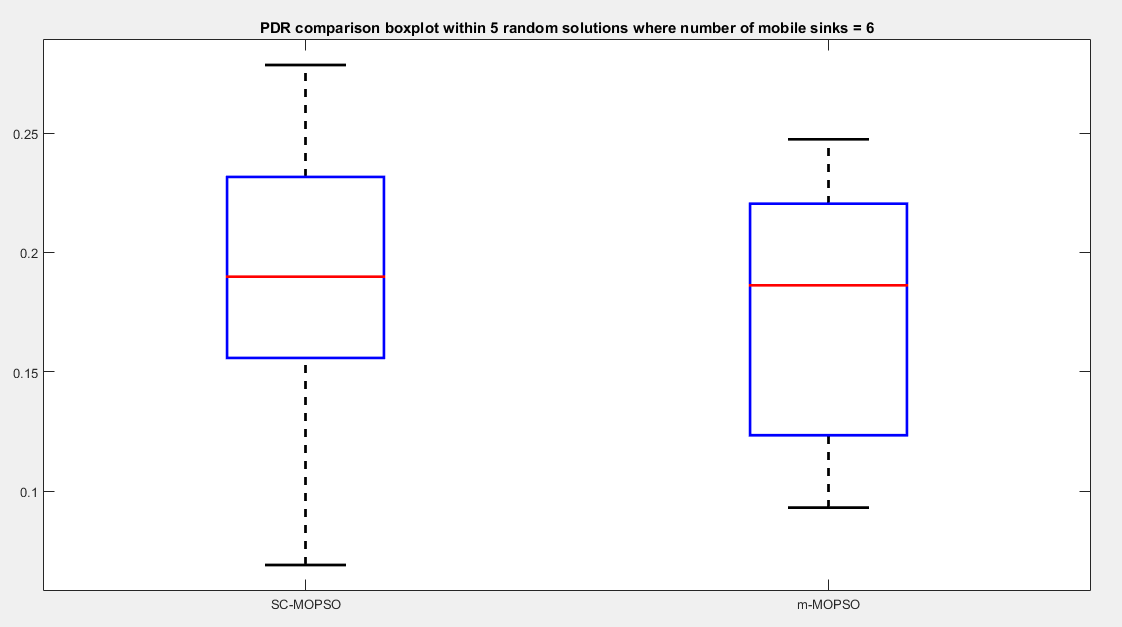 PDR comparison boxplot within 5 random solutions where number of mobile sinks = 6
0.25
0.2
0.15
0.1
SC-MOPSO
m-MOPSO